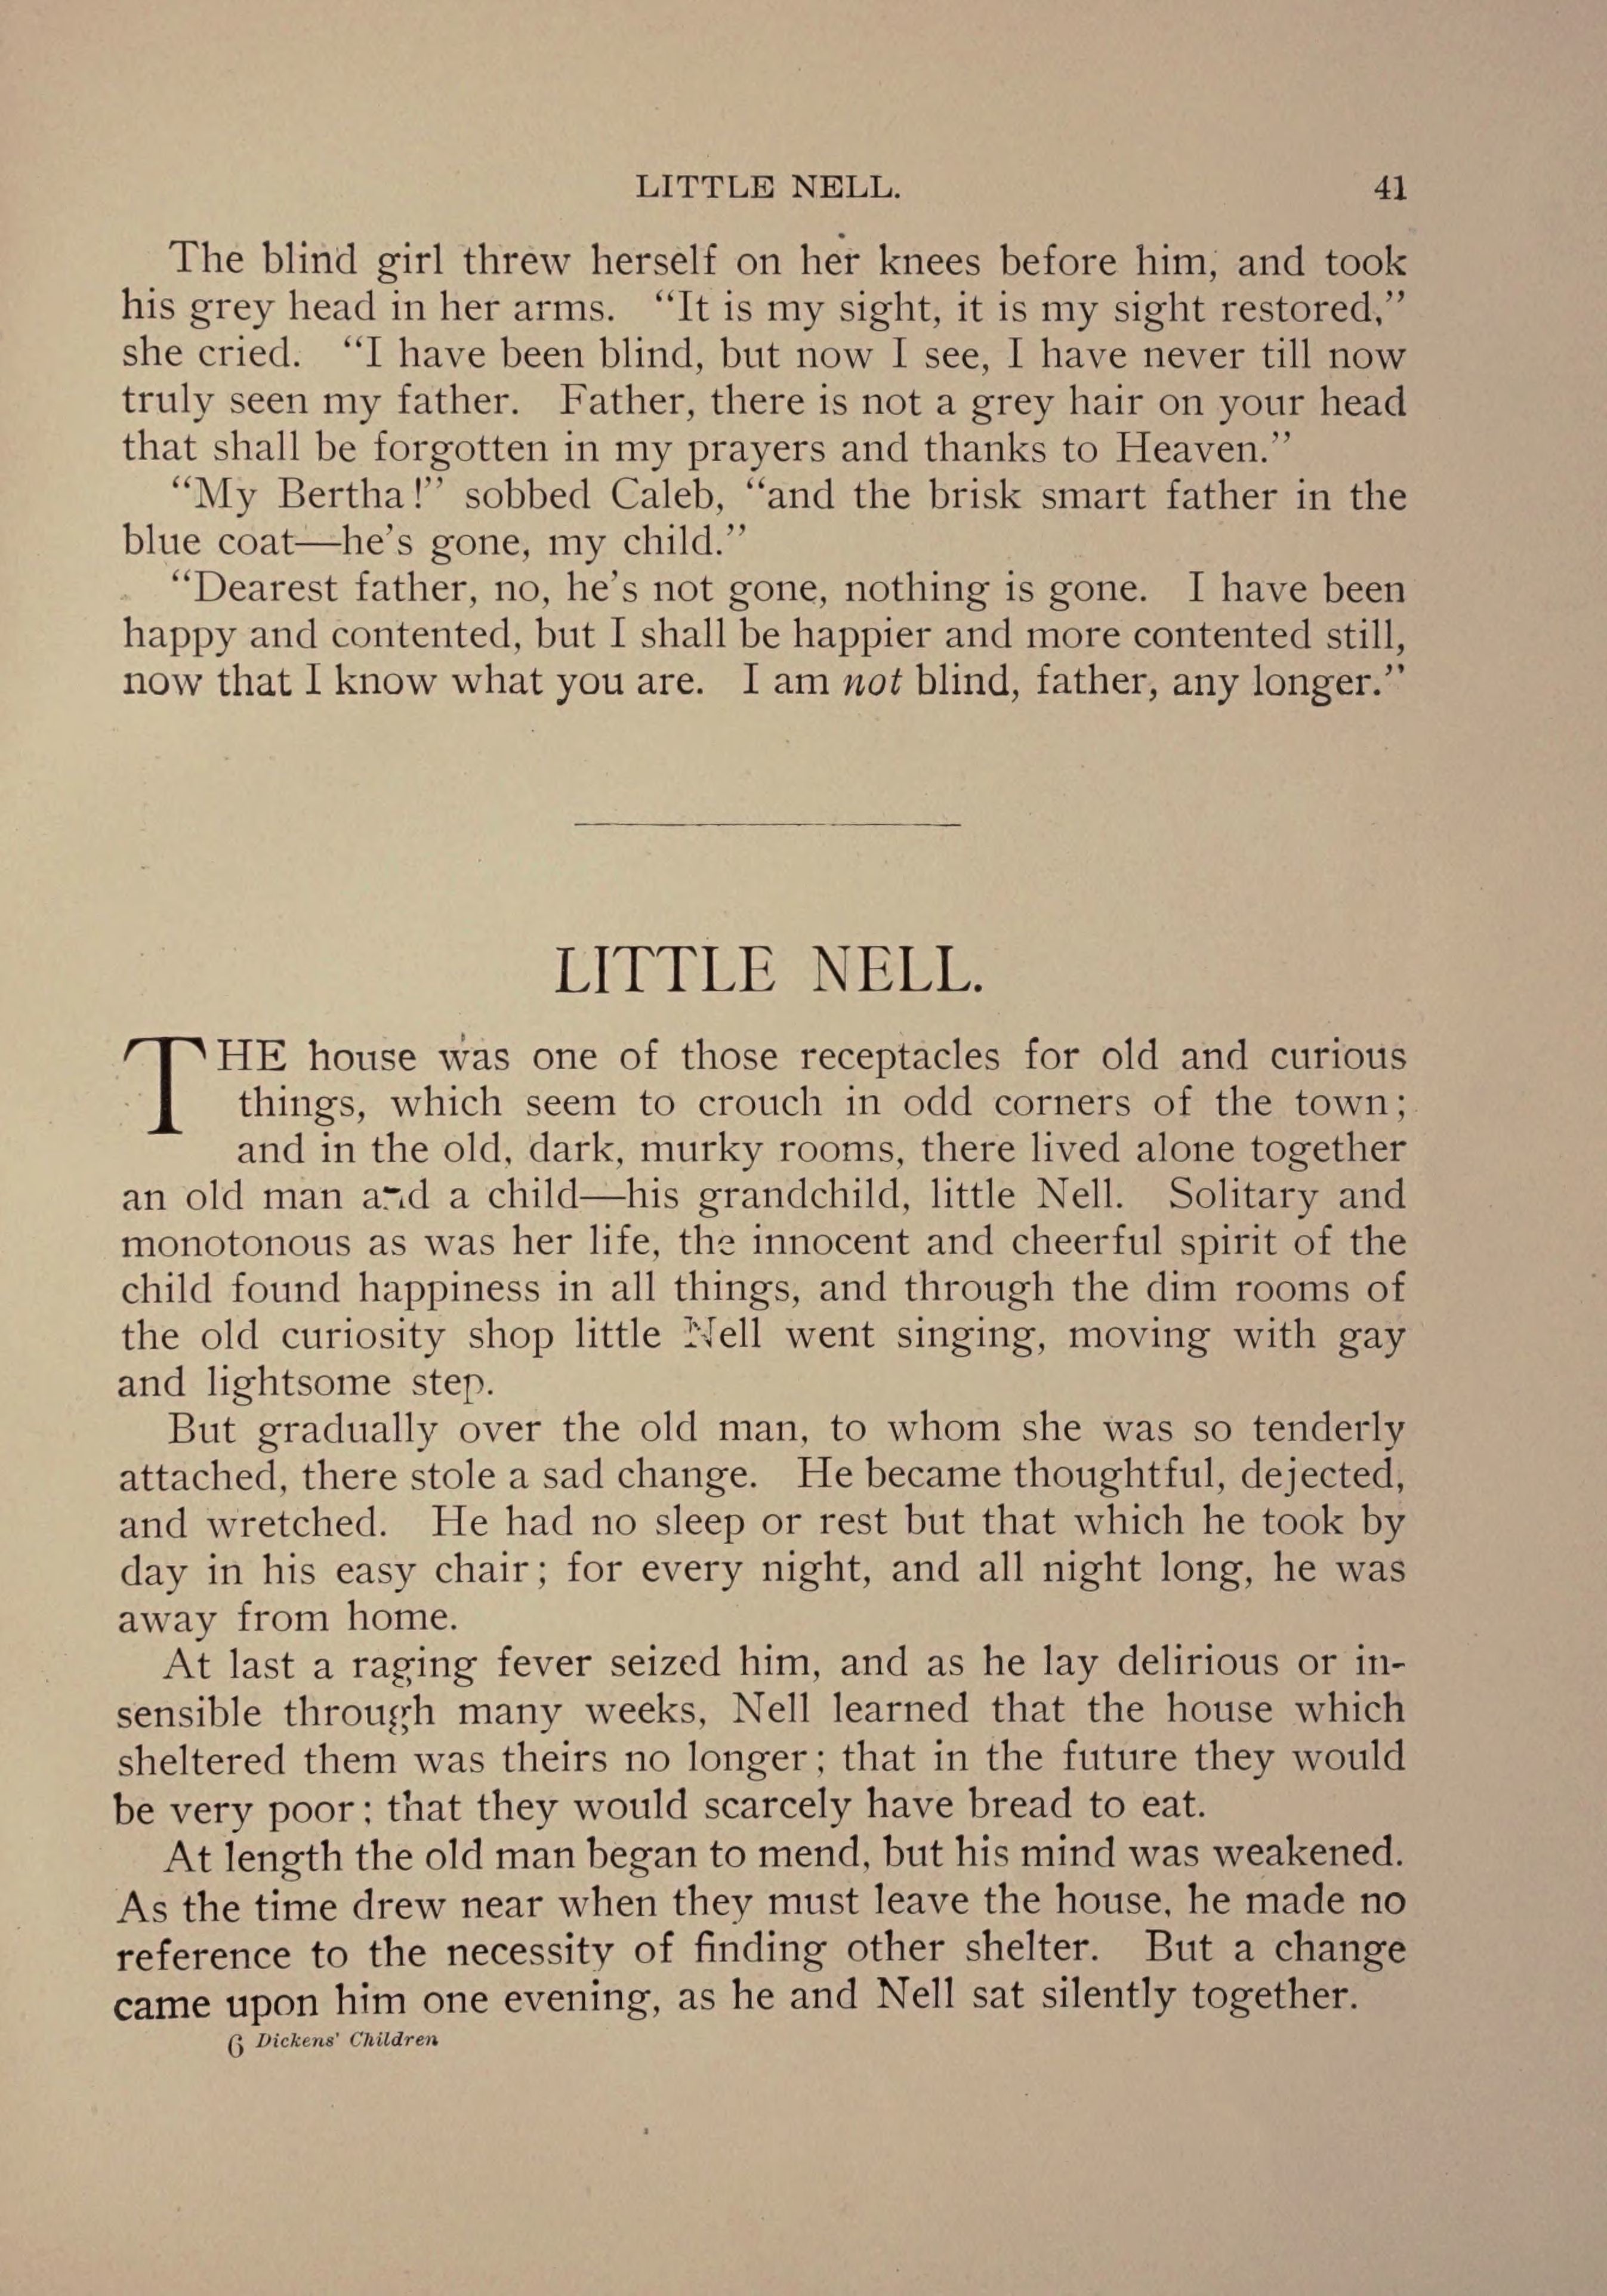 LITTLE NELL. 41
The blind girl threw herself on her knees before him, and took
his grey head in her arms. “It is my sight, it is my sight restored,”
she cried. “I have been blind, but now I see, I have never till now
truly seen my father. Father, there is not a grey hair on your head
that shall be forgotten in my prayers and thanks to Heaven.”
“My Bertha!” sobbed Caleb, “and the brisk smart father in the
blue coat—he’s gone, my child.”
“Dearest father, no, he’s not gone, nothing is gone. I have been
happy and contented, but I shall be happier and more contented still,
now that I know what you are. I am not blind, father, any longer.”
LITTLE NELL.
THE house was one of those receptacles for old and curious
things, which seem to crouch in odd corners of the town;
and in the old, dark, murky rooms, there lived alone together
an old man and a child—his grandchild, little Nell. Solitary and
monotonous as was her life, the innocent and cheerful spirit of the
child found happiness in all things, and through the dim rooms of
the old curiosity shop little Nell went singing, moving with gay
and lightsome step.
But gradually over the old man, to whom she was so tenderly
attached, there stole a sad change. He became thoughtful, dejected,
and wretched. He had no sleep or rest but that which he took by
day in his easy chair; for every night, and all night long, he was
away from home.
At last a raging fever seized him, and as he lay delirious or in-
sensible through many weeks, Nell learned that the house which
sheltered them was theirs no longer; that in the future they would
be very poor; that they would scarcely have bread to eat.
At length the old man began to mend, but his mind was weakened.
As the time drew near when they must leave the house, he made no
reference to the necessity of finding other shelter. But a change
came upon him one evening, as he and Nell sat silently together.
6 Dickens’ Children